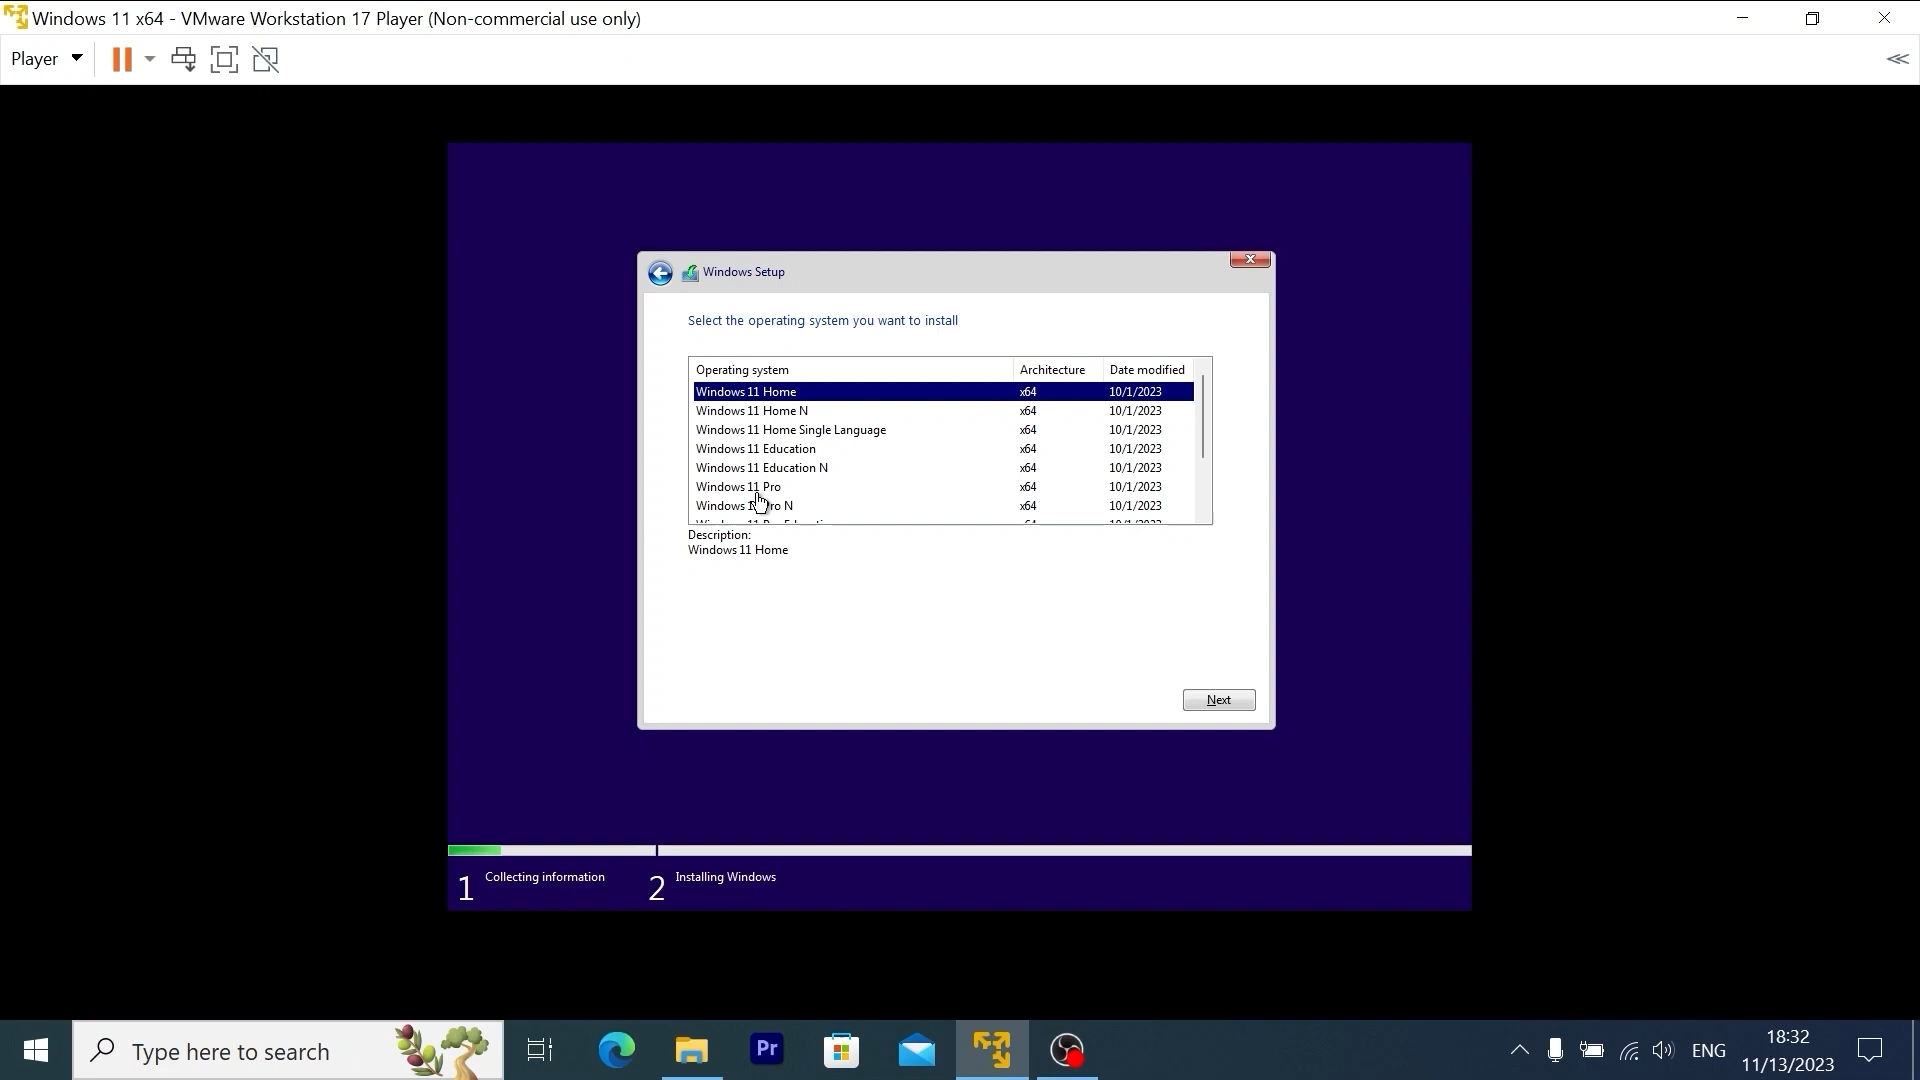 Windows 11 x64 - VMware Workstation 17 Player (Non-commercial use only)
Player
Windows Setup
Select the operating system you want to install
Operating system Architecture Date modified
Windows 11 Home x64 10/1/2023
Windows 11 Home N x64 10/1/2023
Windows 11 Home Single Language x64 10/1/2023
Windows 11 Education x64 10/1/2023
Windows 11 Education N x64 10/1/2023
Windows 11 Pro x64 10/1/2023
Windows 11 Pro N x64 10/1/2023
Description:
Windows 11 Home
Next
1 Collecting information 2 Installing Windows
Type here to search
Pr
ENG
18:32
11/13/2023